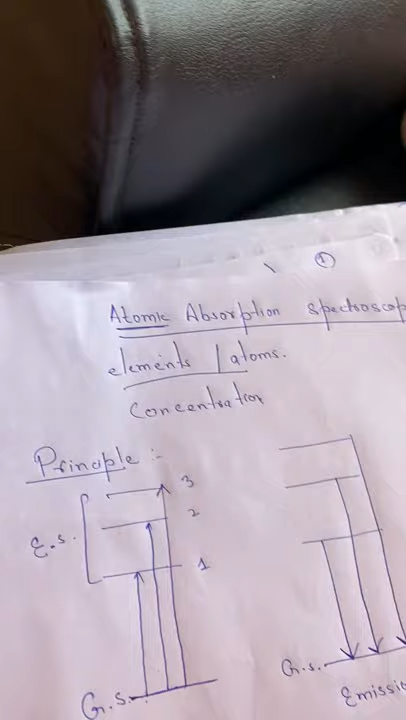 1
Atomic Absorption spectroscop
elements / atoms.
Concentration
Principle :-
3
2
E.s.
1
G.s.
G.s.
Emissio